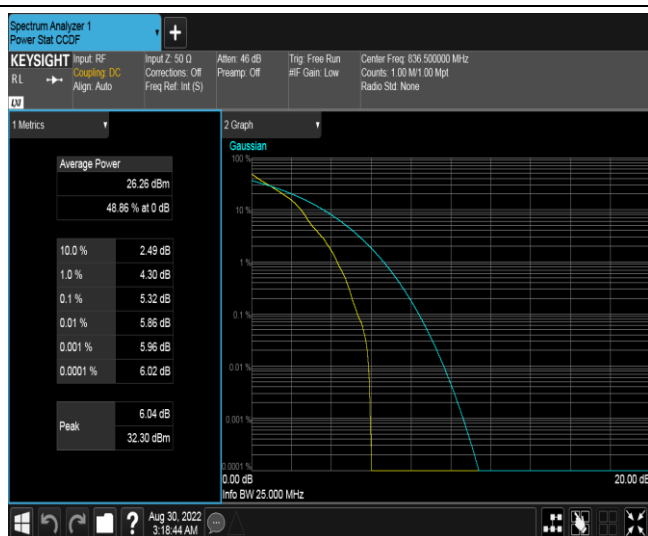 Spectrum Analyzer 1
Power Stat CCDF
+
KEYSIGHT
RL
LXI
Input: RF
Coupling: DC
Align: Auto
Input Z: 50 Ω
Corrections: Off
Freq Ref: Int (S)
Atten: 46 dB
Preamp: Off
Trig: Free Run
#IF Gain: Low
Center Freq: 836.500000 MHz
Counts: 1.00 M/1.00 Mpt
Radio Std: None
1 Metrics
Average Power
26.26 dBm
48.86 % at 0 dB
10.0 % 2.49 dB
1.0 % 4.30 dB
0.1 % 5.32 dB
0.01 % 5.86 dB
0.001 % 5.96 dB
0.0001 % 6.02 dB
Peak
6.04 dB
32.30 dBm
2 Graph
Gaussian
100 %
10 %
1 %
0.1 %
0.01 %
0.001 %
0.0001 %
0.00 dB 20.00 dB
Info BW 25.000 MHz
?
Aug 30, 2022
3:18:44 AM